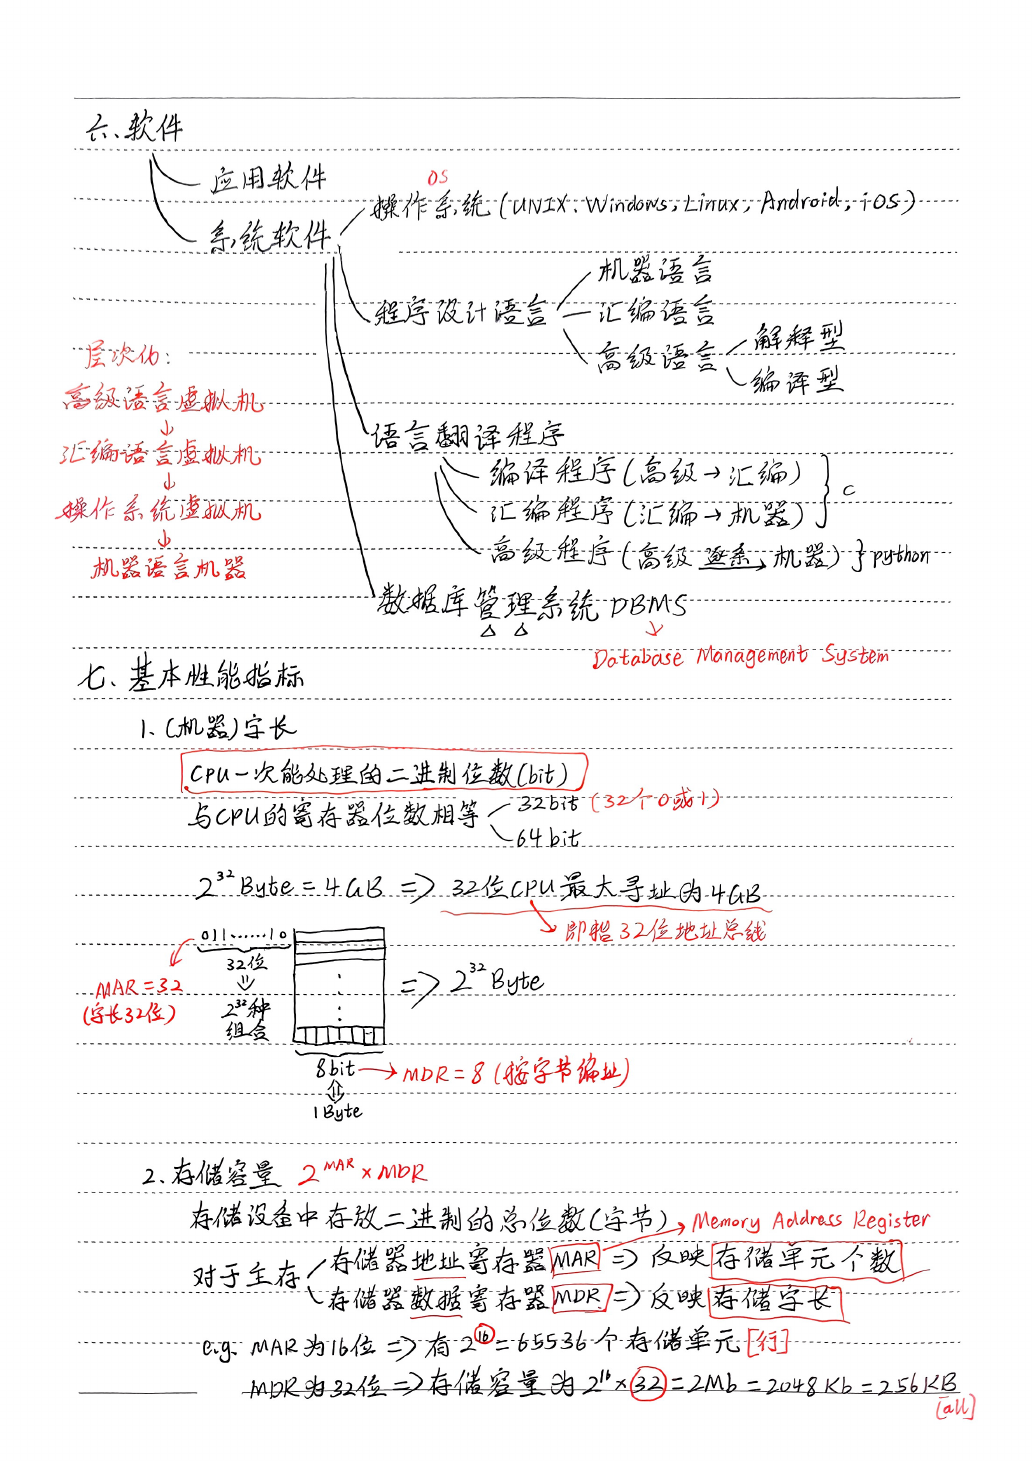 六、软件
应用软件
OS
系统软件
操作系统(UNIX、Windows, Linux, Android, iOS)
机器语言
程序设计语言
汇编语言
高级语言
解释型
编译型
层次化:
高级语言虚拟机
↓
汇编语言虚拟机
↓
操作系统虚拟机
↓
机器语言机器
语言翻译程序
编译程序(高级→汇编)
汇编程序(汇编→机器)
} C
高级程序(高级逐条→机器) } python
数据库管理系统 DBMS
Database Management System
七、基本性能指标
1、(机器)字长
CPU一次能处理的二进制位数(bit)
与CPU的寄存器位数相等
32bit (32个0或1)
64bit
2³² Byte = 4GB => 32位CPU最大寻址为4GB
即指32位地址总线
011……10
32位
MAR=32
(字长32位)
2³²种
组合
=> 2³² Byte
8bit → MDR=8 (按字节编址)
1Byte
2、存储容量 2^MAR × MDR
存储设备中存放二进制的总位数(字节)
Memory Address Register
对于主存
存储器地址寄存器 MAR => 反映存储单元个数
存储器数据寄存器 MDR => 反映存储字长
e.g. MAR为16位 => 有2¹⁶=65536个存储单元[行]
MDR为32位 => 存储容量为2¹⁶×32=2Mb=2048Kb=256KB
[all]